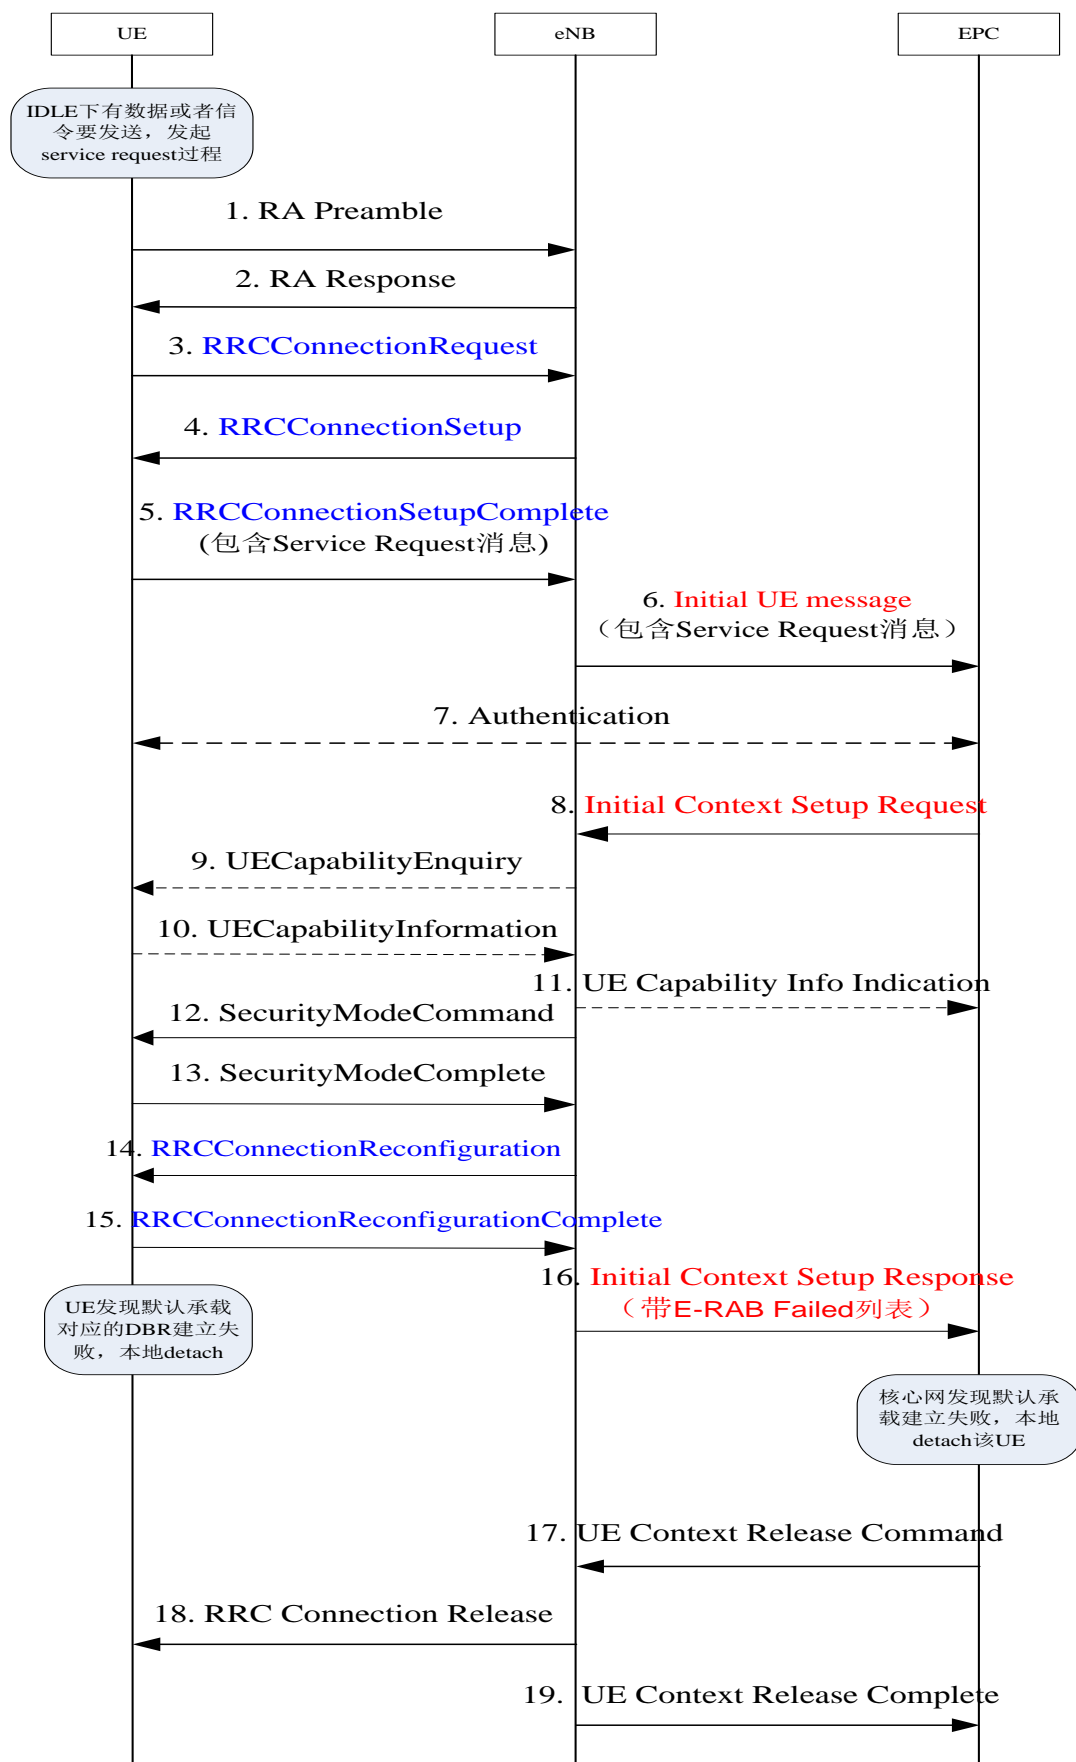 UE
eNB
EPC
IDLE下有数据或者信
令要发送，发起
service request过程
1. RA Preamble
2. RA Response
3. RRCConnectionRequest
4. RRCConnectionSetup
5. RRCConnectionSetupComplete
(包含Service Request消息)
6. Initial UE message
（包含Service Request消息）
7. Authentication
8. Initial Context Setup Request
9. UECapabilityEnquiry
10. UECapabilityInformation
11. UE Capability Info Indication
12. SecurityModeCommand
13. SecurityModeComplete
14. RRCConnectionReconfiguration
15. RRCConnectionReconfigurationComplete
16. Initial Context Setup Response
（带E-RAB Failed列表）
UE发现默认承载
对应的DBR建立失
败，本地detach
核心网发现默认承
载建立失败，本地
detach该UE
17. UE Context Release Command
18. RRC Connection Release
19. UE Context Release Complete